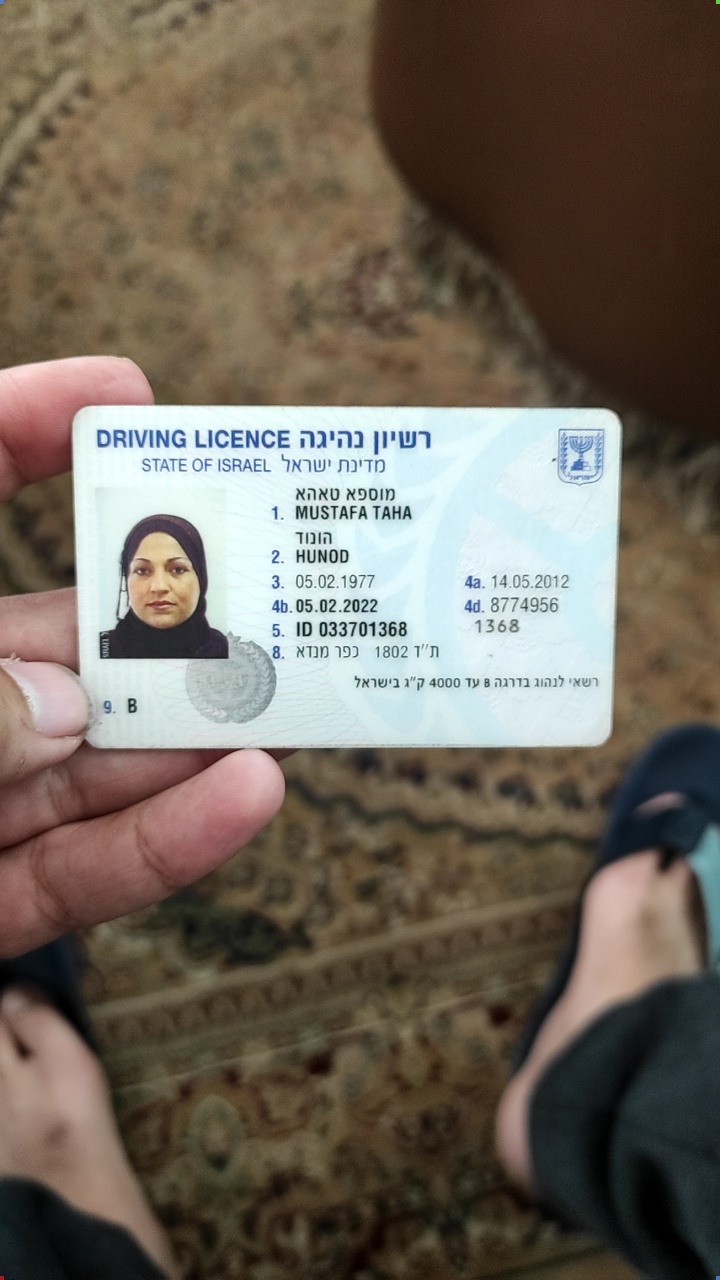 DRIVING LICENCE רשיון נהיגה
STATE OF ISRAEL מדינת ישראל
מוספא טאהא
1. MUSTAFA TAHA
הונוד
2. HUNOD
3. 05.02.1977 4a. 14.05.2012
4b. 05.02.2022 4d. 8774956
5. ID 033701368 1368
8. ת"ד 1802 כפר מנדא
רשאי לנהוג בדרגה B עד 4000 ק"ג בישראל
9. B